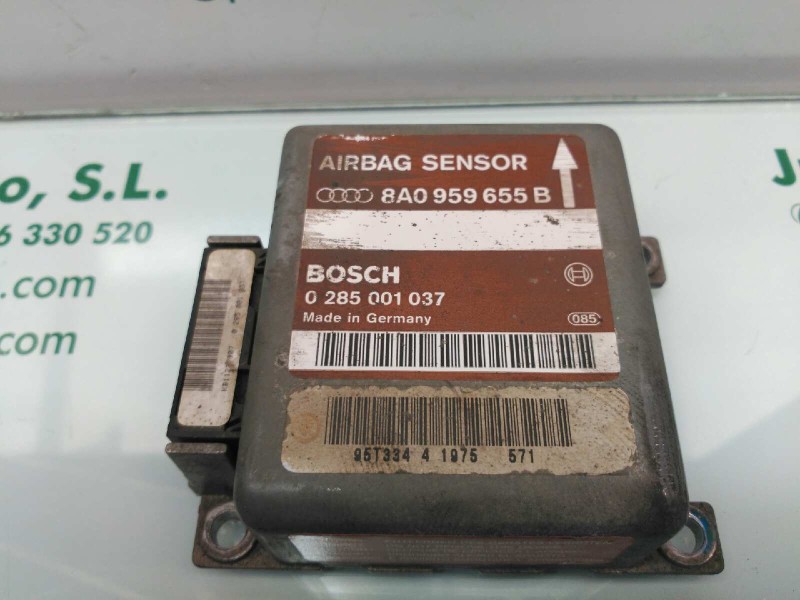 AIRBAG SENSOR
8A0 959 655 B
BOSCH
0 285 001 037
Made in Germany
085
95T334 4 1975 571
o, S.L.
6 330 520
.com
o.com
J